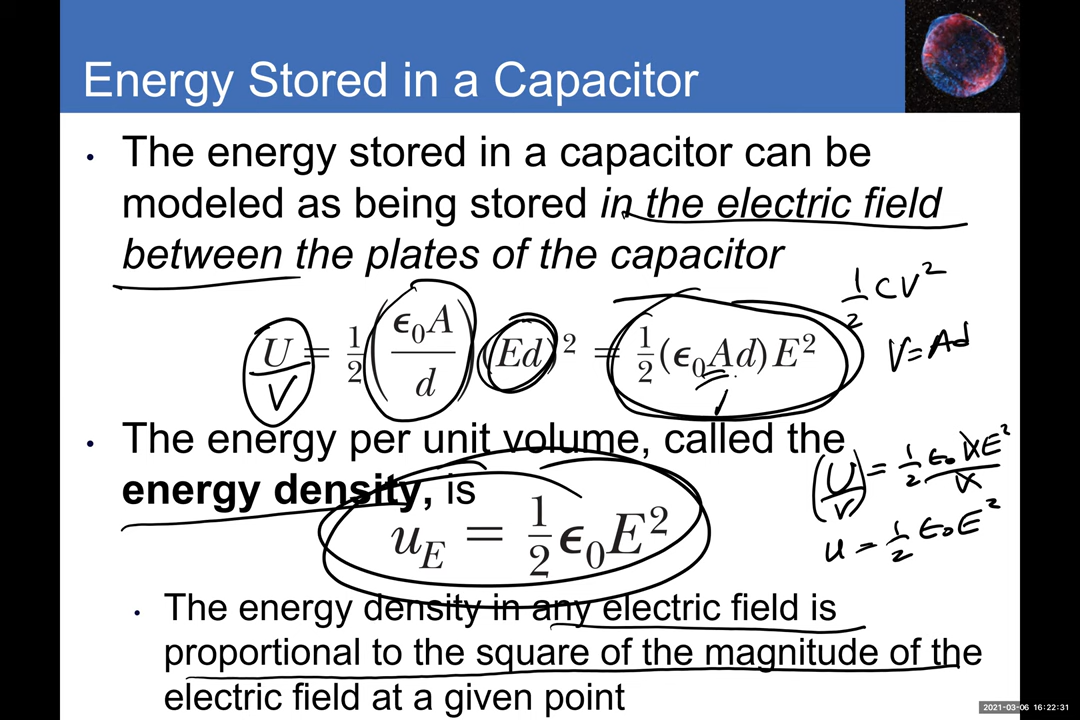 Energy Stored in a Capacitor
• The energy stored in a capacitor can be
modeled as being stored in the electric field
between the plates of the capacitor
½ CV²
U/V = ½ (ϵ₀A/d) (Ed)² = ½ (ϵ₀Ad)E²
V = Ad
• The energy per unit volume, called the
energy density, is
(U/V) = ½ ϵ₀VE²/V
u_E = ½ ϵ₀E²
u = ½ ϵ₀E²
• The energy density in any electric field is
proportional to the square of the magnitude of the
electric field at a given point
2021-03-06 16:22:31